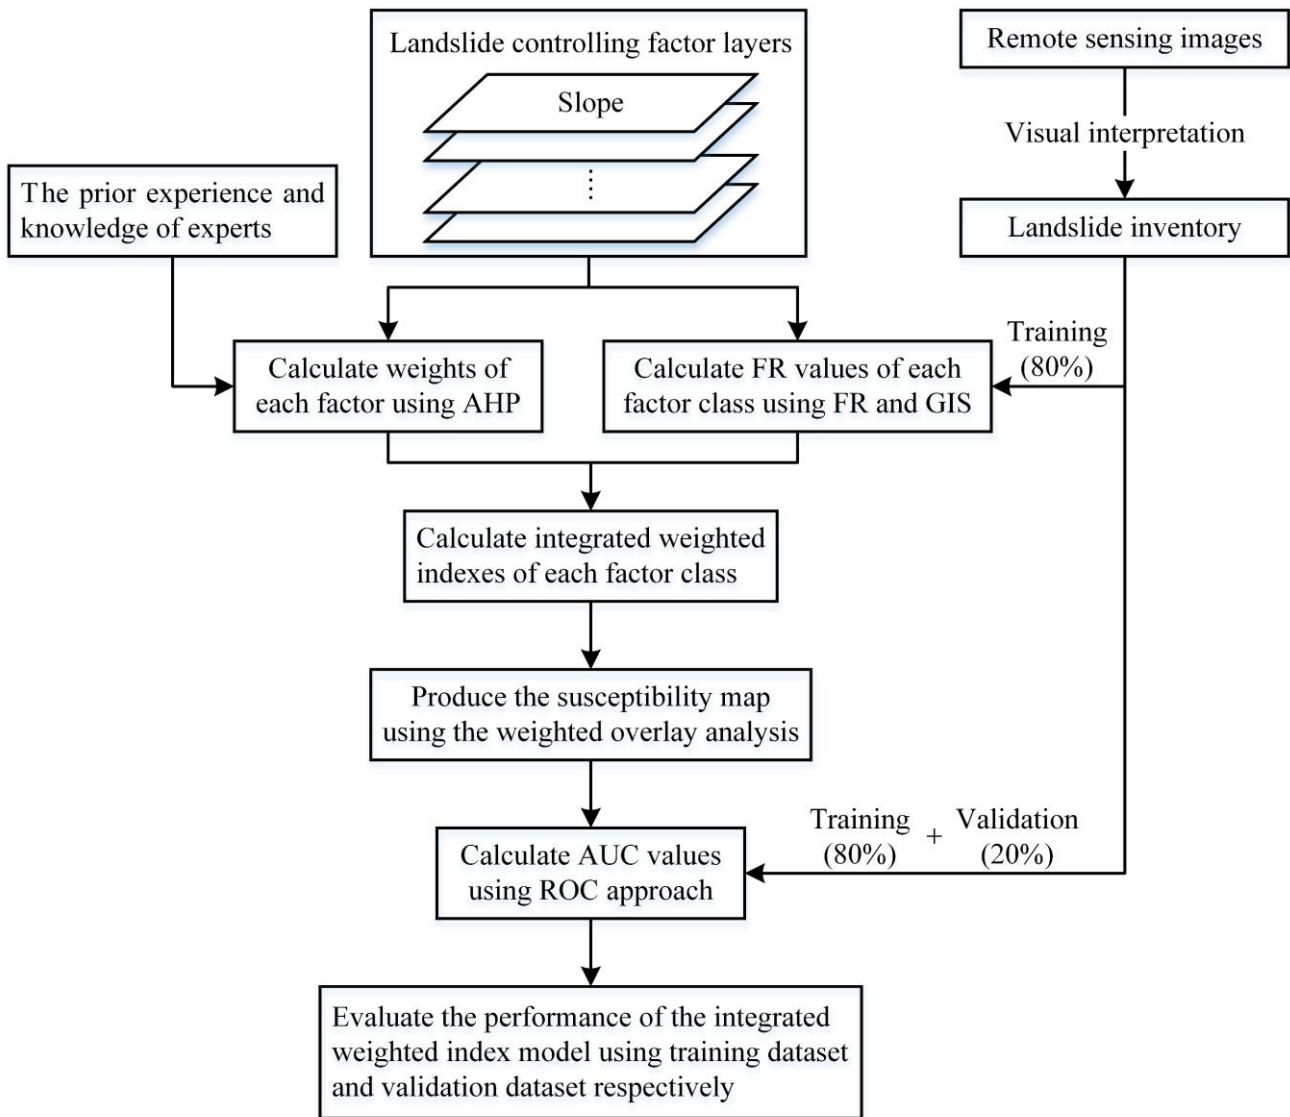 Landslide controlling factor layers
Slope
Remote sensing images
Visual interpretation
The prior experience and
knowledge of experts
Landslide inventory
Training
(80%)
Calculate weights of
each factor using AHP
Calculate FR values of each
factor class using FR and GIS
Calculate integrated weighted
indexes of each factor class
Produce the susceptibility map
using the weighted overlay analysis
Training + Validation
(80%) (20%)
Calculate AUC values
using ROC approach
Evaluate the performance of the integrated
weighted index model using training dataset
and validation dataset respectively